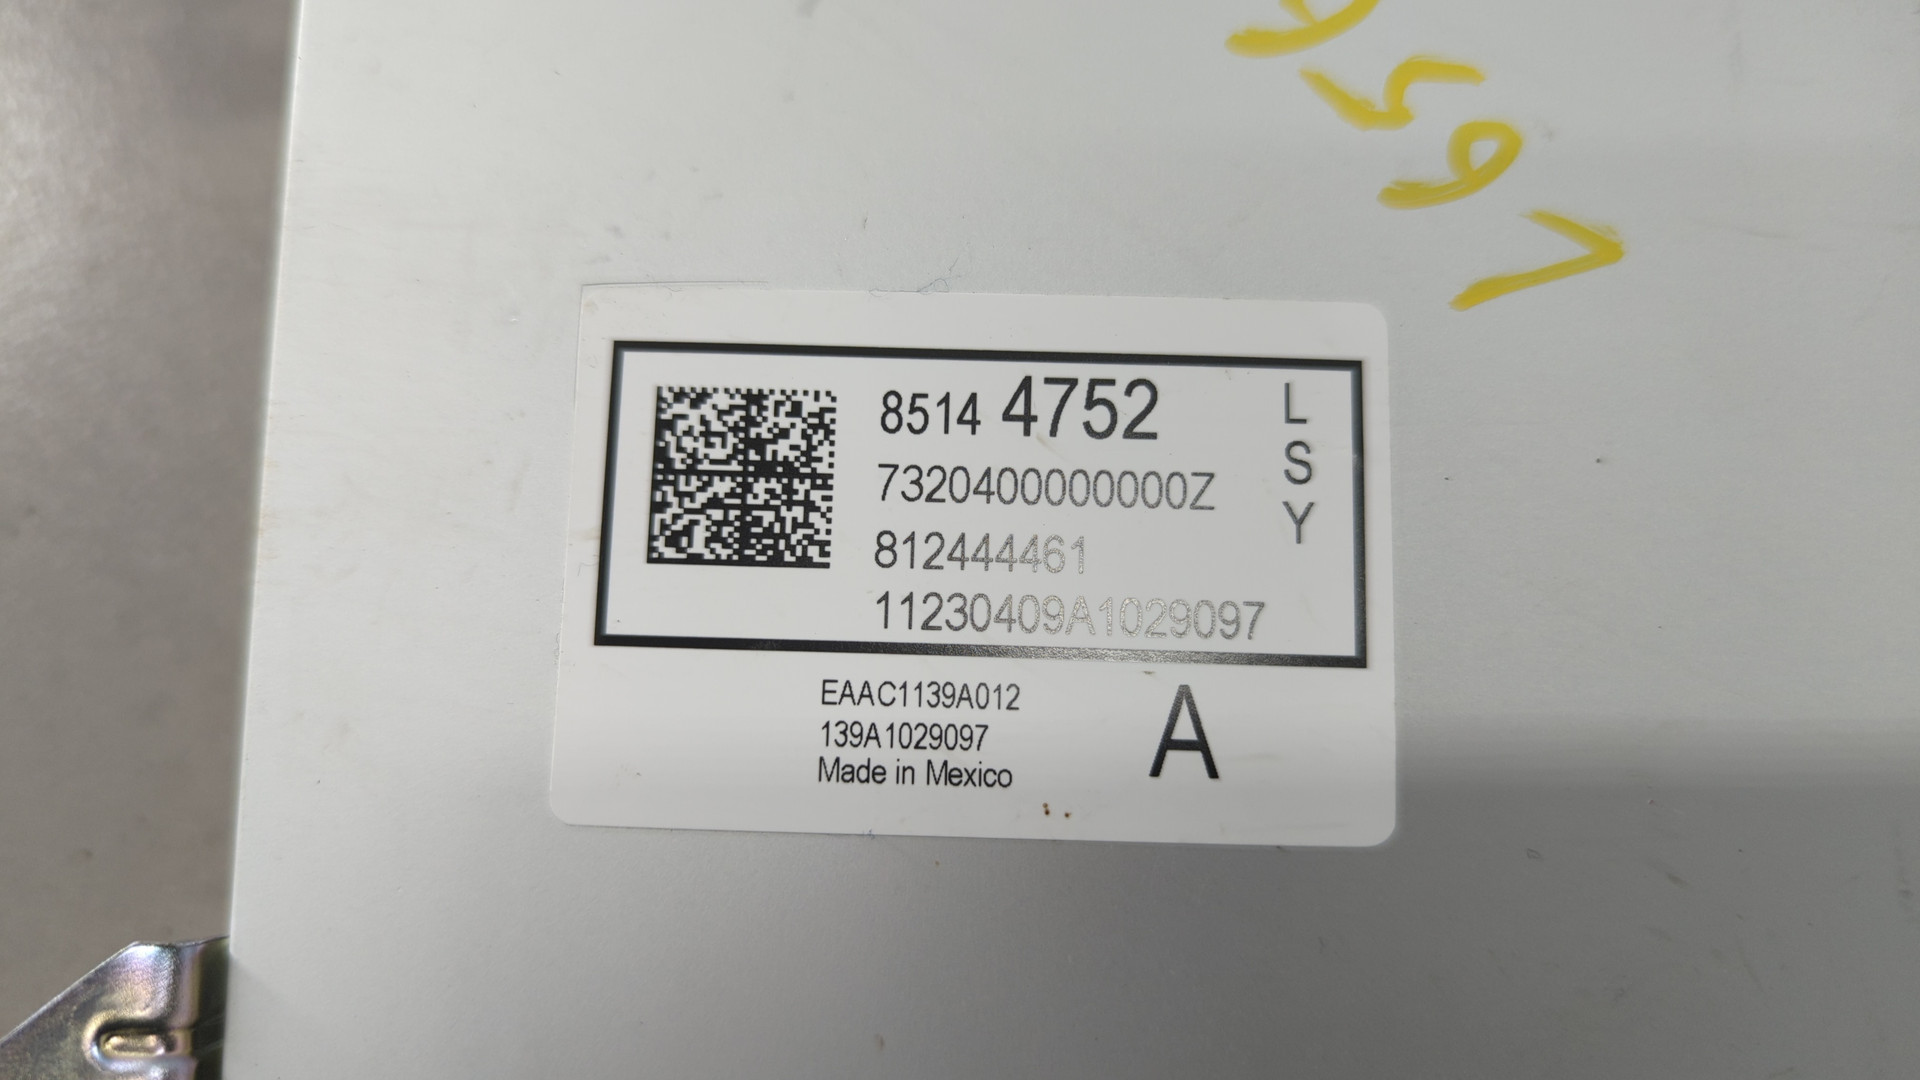 8514 4752
7320400000000Z
812444461
11230409A1029097
L
S
Y
EAAC1139A012
139A1029097
Made in Mexico
A